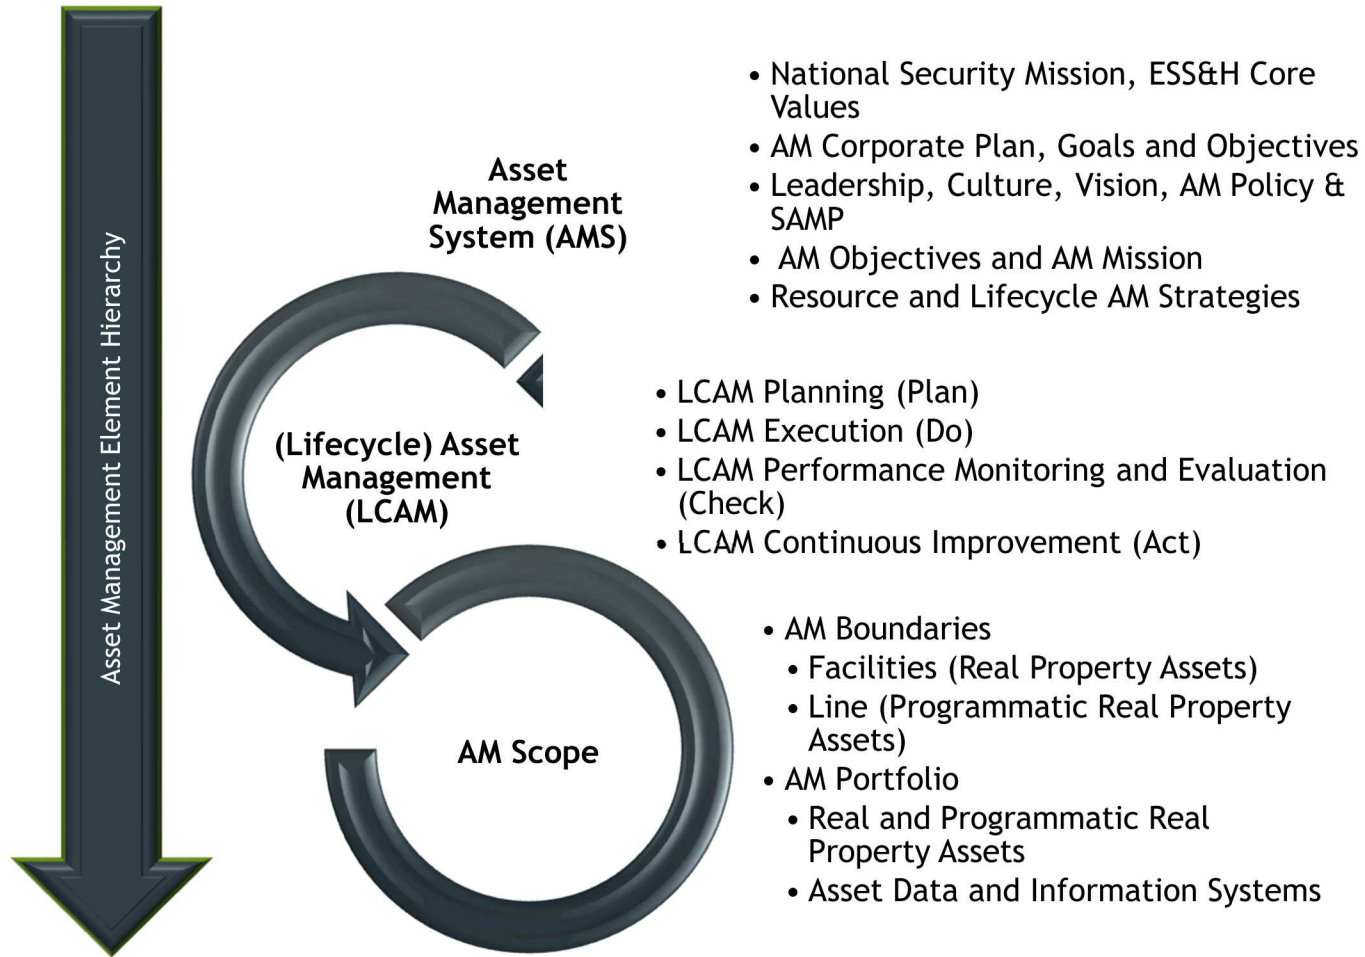 Asset Management Element Hierarchy
Asset
Management
System (AMS)
• National Security Mission, ESS&H Core
Values
• AM Corporate Plan, Goals and Objectives
• Leadership, Culture, Vision, AM Policy &
SAMP
• AM Objectives and AM Mission
• Resource and Lifecycle AM Strategies
(Lifecycle) Asset
Management
(LCAM)
• LCAM Planning (Plan)
• LCAM Execution (Do)
• LCAM Performance Monitoring and Evaluation
(Check)
• LCAM Continuous Improvement (Act)
AM Scope
• AM Boundaries
• Facilities (Real Property Assets)
• Line (Programmatic Real Property
Assets)
• AM Portfolio
• Real and Programmatic Real
Property Assets
• Asset Data and Information Systems